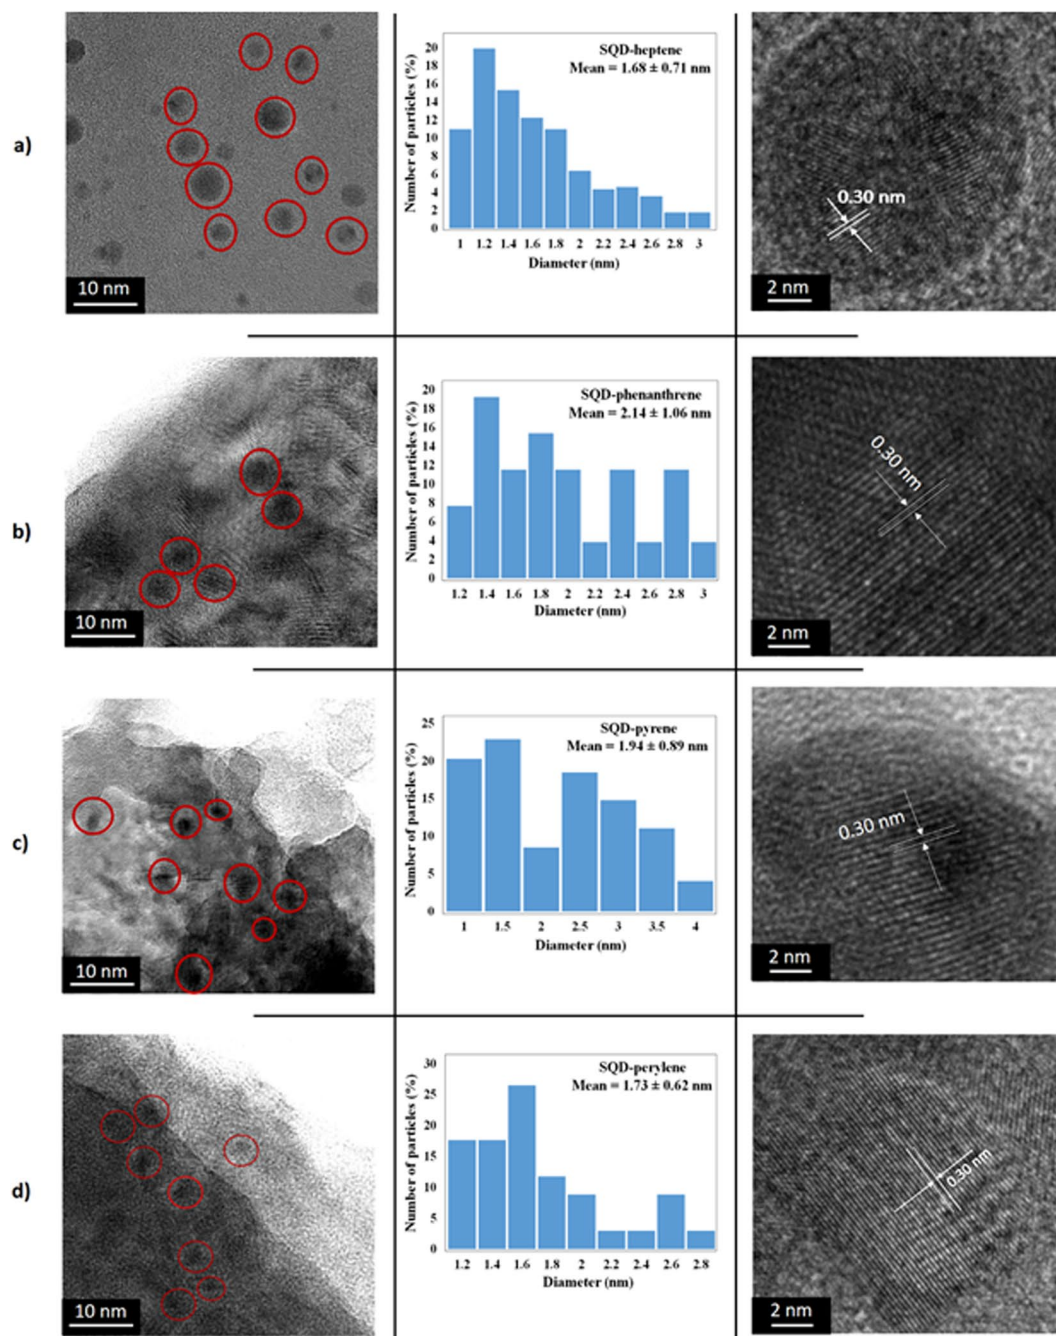 a)
10 nm
Number of particles (%)
20
18
16
14
12
10
8
6
4
2
0
SQD-heptene
Mean = 1.68 ± 0.71 nm
1 1.2 1.4 1.6 1.8 2 2.2 2.4 2.6 2.8 3
Diameter (nm)
0.30 nm
2 nm
b)
10 nm
Number of particles (%)
20
18
16
14
12
10
8
6
4
2
0
SQD-phenanthrene
Mean = 2.14 ± 1.06 nm
1.2 1.4 1.6 1.8 2 2.2 2.4 2.6 2.8 3
Diameter (nm)
0.30 nm
2 nm
c)
10 nm
Number of particles (%)
25
20
15
10
5
0
SQD-pyrene
Mean = 1.94 ± 0.89 nm
1 1.5 2 2.5 3 3.5 4
Diameter (nm)
0.30 nm
2 nm
d)
10 nm
Number of particles (%)
30
25
20
15
10
5
0
SQD-perylene
Mean = 1.73 ± 0.62 nm
1.2 1.4 1.6 1.8 2 2.2 2.4 2.6 2.8
Diameter (nm)
0.30 nm
2 nm